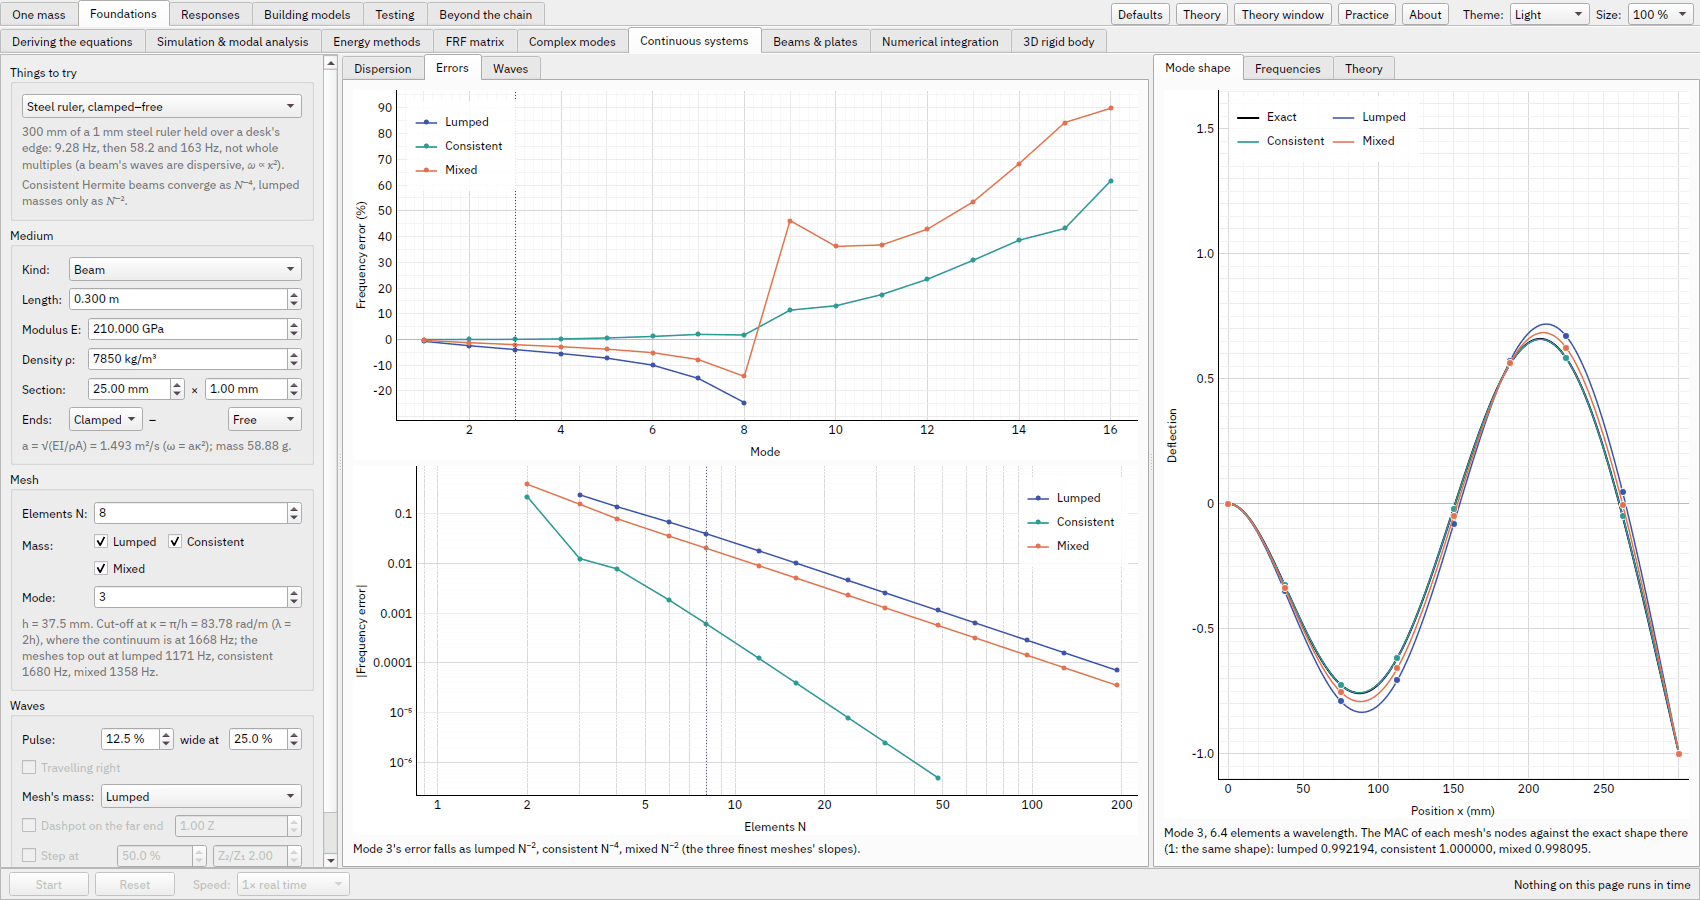 One mass
Foundations
Responses
Building models
Testing
Beyond the chain
Defaults
Theory
Theory window
Practice
About
Theme:
Light
Size:
100 %
Deriving the equations
Simulation & modal analysis
Energy methods
FRF matrix
Complex modes
Continuous systems
Beams & plates
Numerical integration
3D rigid body
Things to try
Steel ruler, clamped–free
300 mm of a 1 mm steel ruler held over a desk's
edge: 9.28 Hz, then 58.2 and 163 Hz, not whole
multiples (a beam's waves are dispersive, ω ∝ κ²).
Consistent Hermite beams converge as N⁻⁴, lumped
masses only as N⁻².
Medium
Kind:
Beam
Length:
0.300 m
Modulus E:
210.000 GPa
Density ρ:
7850 kg/m³
Section:
25.00 mm
×
1.00 mm
Ends:
Clamped
–
Free
a = √(EI/ρA) = 1.493 m²/s (ω = aκ²); mass 58.88 g.
Mesh
Elements N:
8
Mass:
Lumped
Consistent
Mixed
Mode:
3
h = 37.5 mm. Cut-off at κ = π/h = 83.78 rad/m (λ =
2h), where the continuum is at 1668 Hz; the
meshes top out at lumped 1171 Hz, consistent
1680 Hz, mixed 1358 Hz.
Waves
Pulse:
12.5 %
wide at
25.0 %
Travelling right
Mesh's mass:
Lumped
Dashpot on the far end
1.00 Z
Step at
50.0 %
Z₂/Z₁ 2.00
Dispersion
Errors
Waves
Lumped
Consistent
Mixed
Frequency error (%)
90
80
70
60
50
40
30
20
10
0
-10
-20
2
4
6
8
10
12
14
16
Mode
Lumped
Consistent
Mixed
|Frequency error|
0.1
0.01
0.001
0.0001
10⁻⁵
10⁻⁶
1
2
5
10
20
50
100
200
Elements N
Mode 3's error falls as lumped N⁻², consistent N⁻⁴, mixed N⁻² (the three finest meshes' slopes).
Mode shape
Frequencies
Theory
Exact
Lumped
Consistent
Mixed
Deflection
1.5
1.0
0.5
0
-0.5
-1.0
0
50
100
150
200
250
Position x (mm)
Mode 3, 6.4 elements a wavelength. The MAC of each mesh's nodes against the exact shape there
(1: the same shape): lumped 0.992194, consistent 1.000000, mixed 0.998095.
Start
Reset
Speed:
1× real time
Nothing on this page runs in time